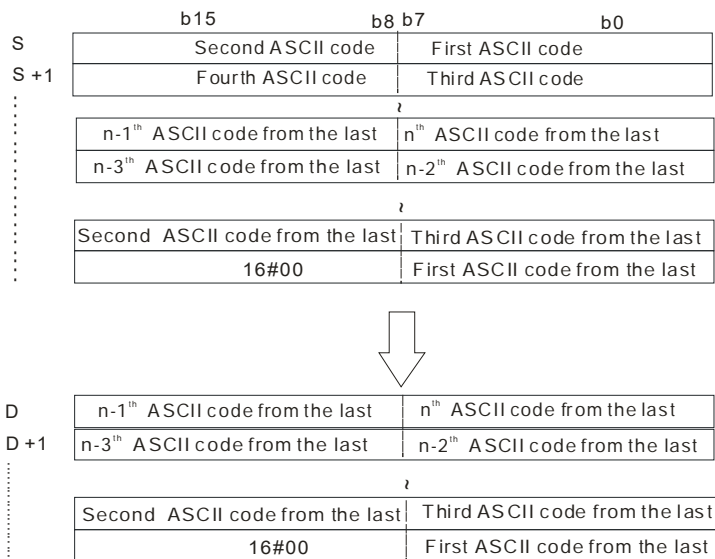 b15 b8 b7 b0
S Second ASCII code First ASCII code
S +1 Fourth ASCII code Third ASCII code
n-1th ASCII code from the last nth ASCII code from the last
n-3th ASCII code from the last n-2th ASCII code from the last
Second ASCII code from the last Third ASCII code from the last
16#00 First ASCII code from the last
D n-1th ASCII code from the last nth ASCII code from the last
D +1 n-3th ASCII code from the last n-2th ASCII code from the last
Second ASCII code from the last Third ASCII code from the last
16#00 First ASCII code from the last